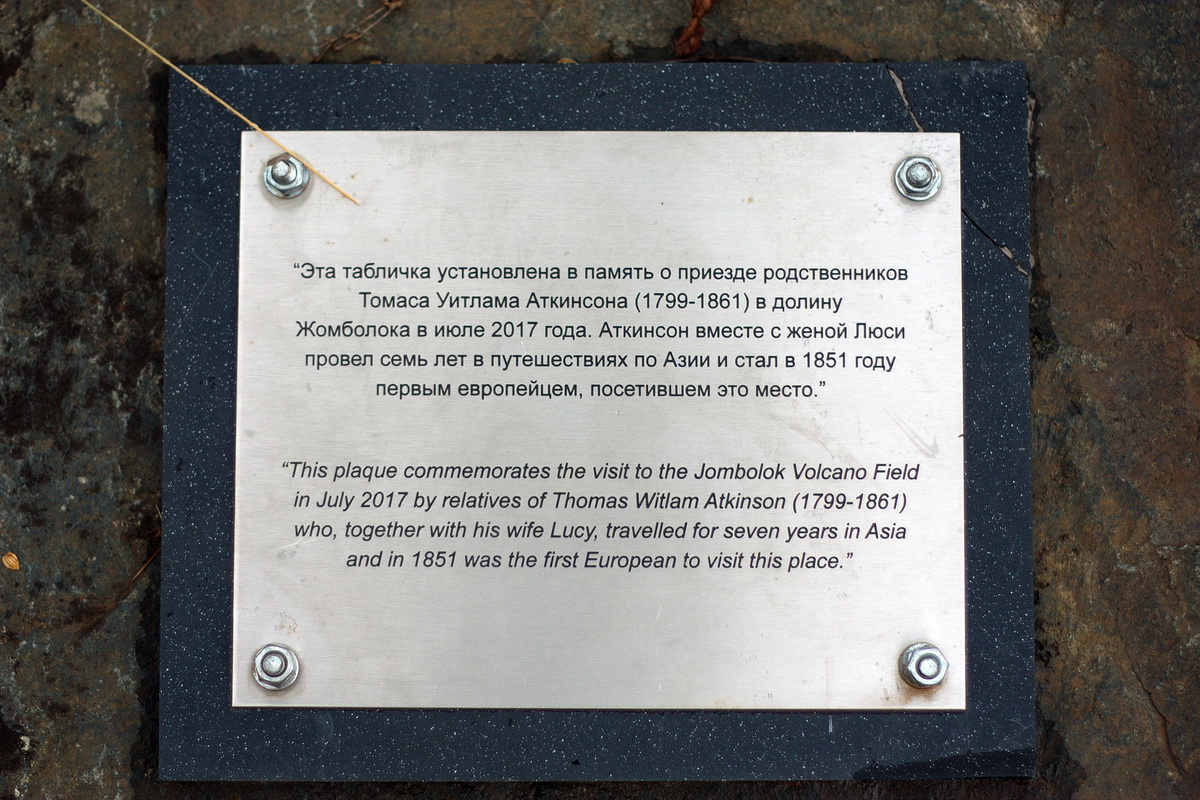 “Эта табличка установлена в память о приезде родственников
Томаса Уитлама Аткинсона (1799-1861) в долину
Жомболока в июле 2017 года. Аткинсон вместе с женой Люси
провел семь лет в путешествиях по Азии и стал в 1851 году
первым европейцем, посетившем это место.”
“This plaque commemorates the visit to the Jombolok Volcano Field
in July 2017 by relatives of Thomas Witlam Atkinson (1799-1861)
who, together with his wife Lucy, travelled for seven years in Asia
and in 1851 was the first European to visit this place.”